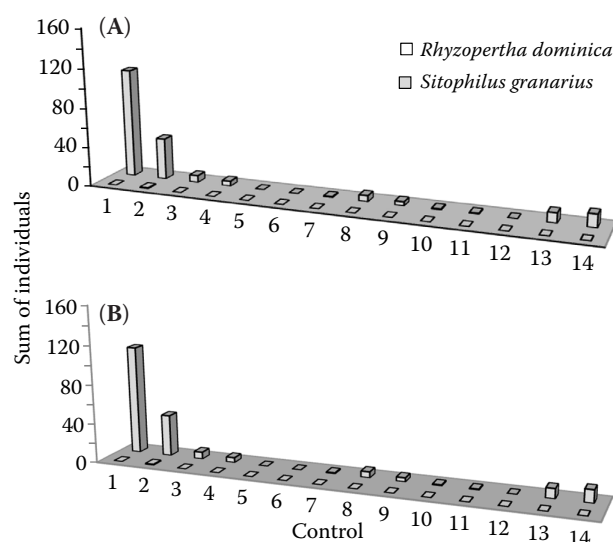 (A)
160
120
80
40
0
Rhyzopertha dominica
Sitophilus granarius
1 2 3 4 5 6 7 8 9 10 11 12 13 14
Sum of individuals
(B)
160
120
80
40
0
1 2 3 4 5 6 7 8 9 10 11 12 13 14
Control